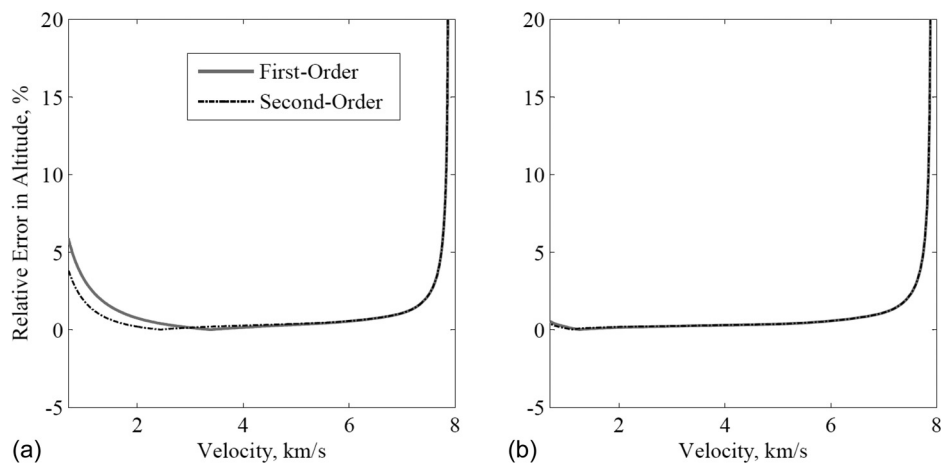 20
15
10
5
0
-5
Relative Error in Altitude, %
First-Order
Second-Order
2
4
6
8
Velocity, km/s
(a)
20
15
10
5
0
-5
2
4
6
8
Velocity, km/s
(b)